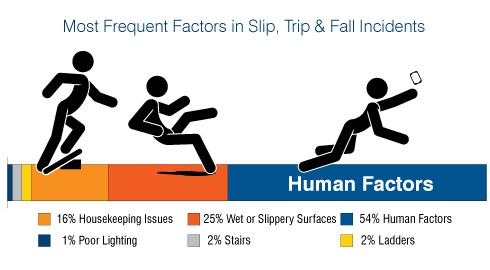 Most Frequent Factors in Slip, Trip & Fall Incidents
Human Factors
16% Housekeeping Issues
25% Wet or Slippery Surfaces
54% Human Factors
1% Poor Lighting
2% Stairs
2% Ladders